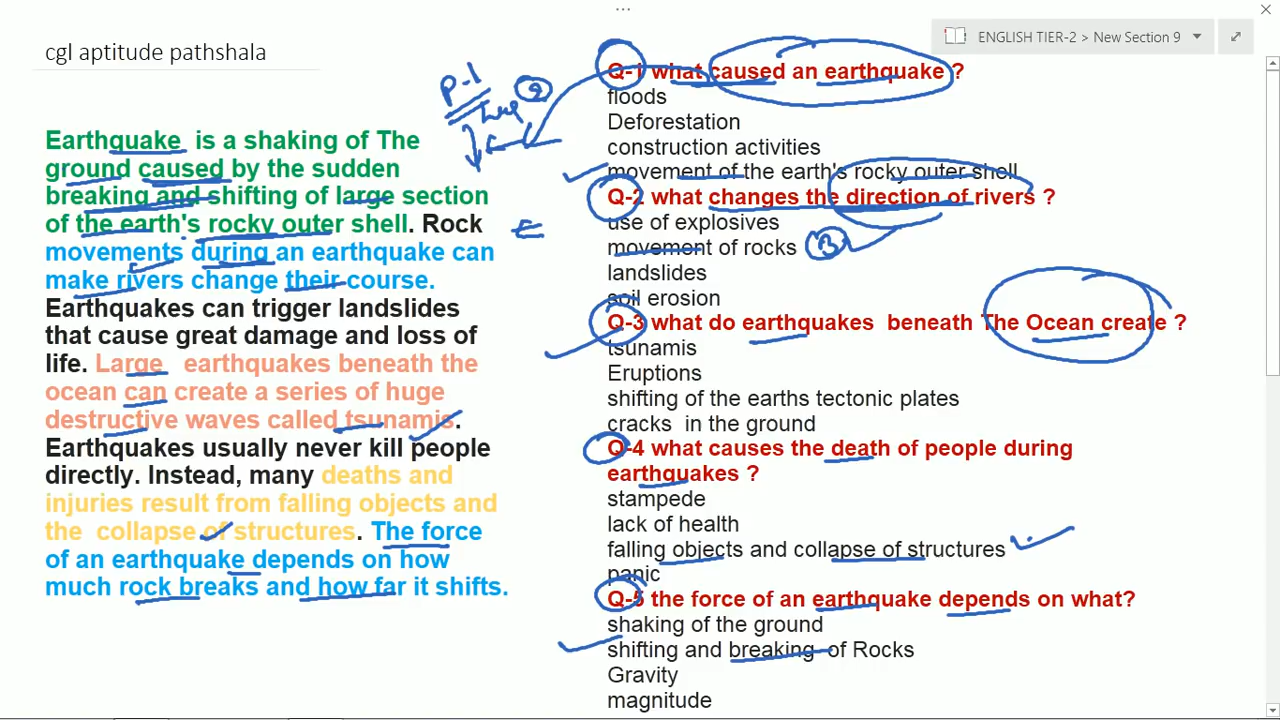 ENGLISH TIER-2 > New Section 9
cgl aptitude pathshala
P-1
2
Earthquake is a shaking of The
ground caused by the sudden
breaking and shifting of large section
of the earth's rocky outer shell. Rock
movements during an earthquake can
make rivers change their course.
Earthquakes can trigger landslides
that cause great damage and loss of
life. Large earthquakes beneath the
ocean can create a series of huge
destructive waves called tsunamis.
Earthquakes usually never kill people
directly. Instead, many deaths and
injuries result from falling objects and
the collapse of structures. The force
of an earthquake depends on how
much rock breaks and how far it shifts.
Q-1 what caused an earthquake ?
floods
Deforestation
construction activities
movement of the earth's rocky outer shell
Q-2 what changes the direction of rivers ?
use of explosives
movement of rocks
3
landslides
soil erosion
Q-3 what do earthquakes beneath The Ocean create ?
tsunamis
Eruptions
shifting of the earths tectonic plates
cracks in the ground
Q-4 what causes the death of people during
earthquakes ?
stampede
lack of health
falling objects and collapse of structures
panic
Q-5 the force of an earthquake depends on what?
shaking of the ground
shifting and breaking of Rocks
Gravity
magnitude